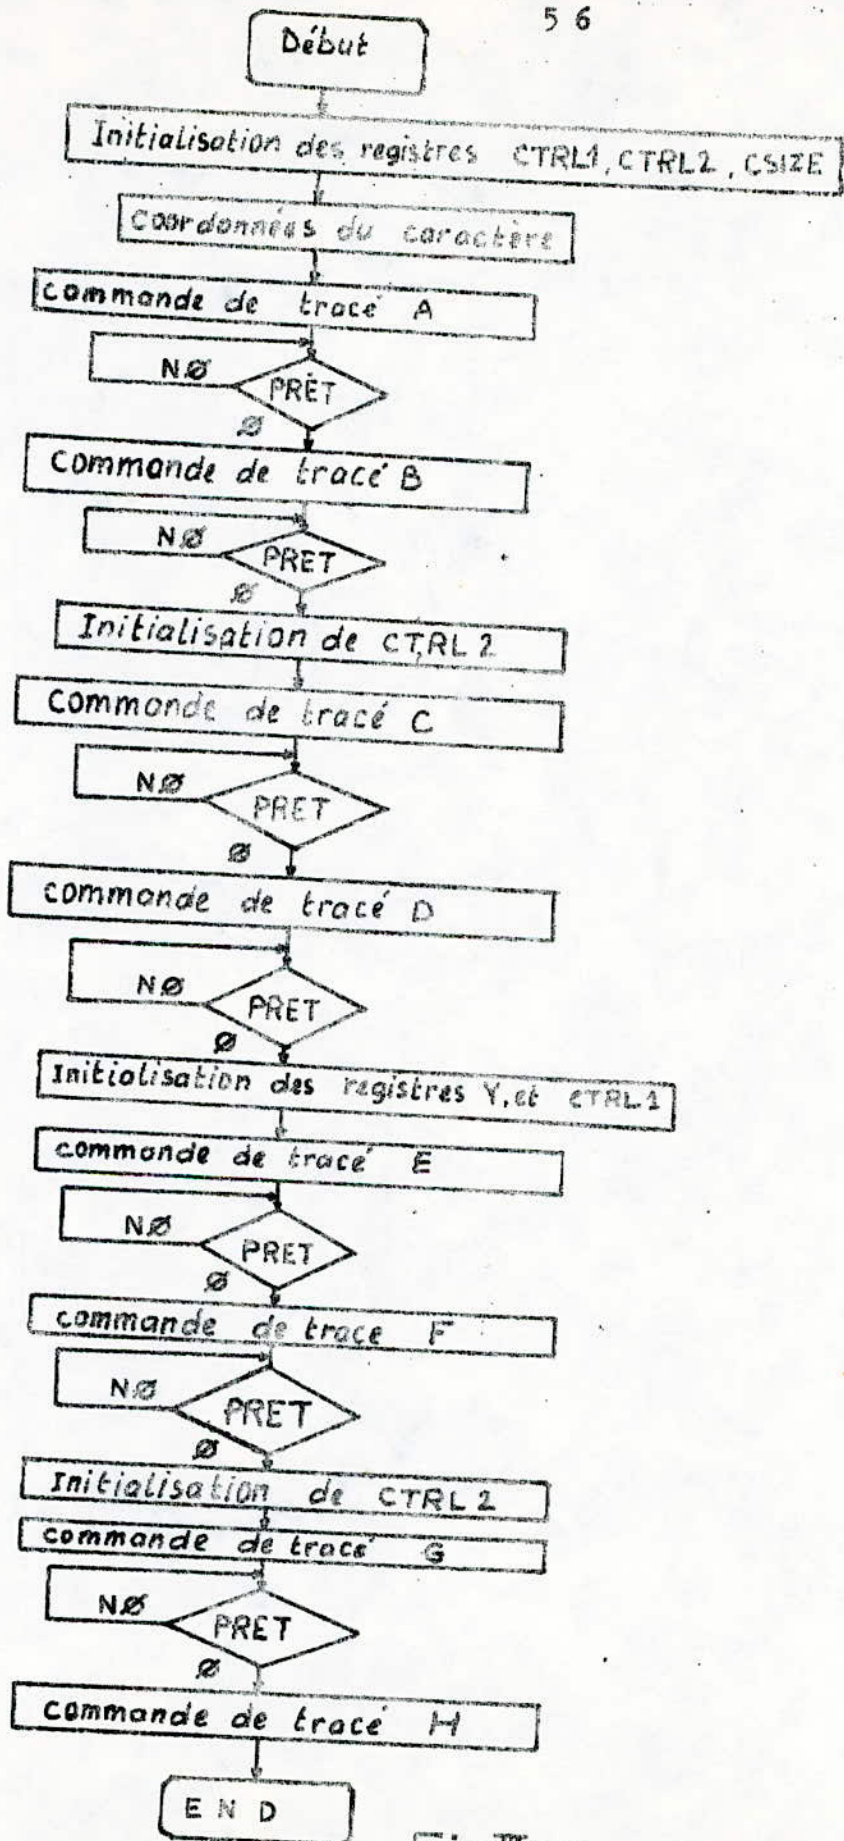 5 6
Début
Initialisation des registres CTRL1, CTRL2, CSIZE
Coordonnées du caractère
commande de tracé A
NØ
PRÊT
Ø
Commande de tracé B
NØ
PRET
Ø
Initialisation de CTRL 2
Commande de tracé C
NØ
PRET
Ø
commande de tracé D
NØ
PRET
Ø
Initialisation des registres Y, et CTRL1
commande de tracé E
NØ
PRET
Ø
commande de trace F
NØ
PRET
Ø
Initialisation de CTRL 2
commande de tracé G
NØ
PRET
Ø
commande de tracé H
E N D